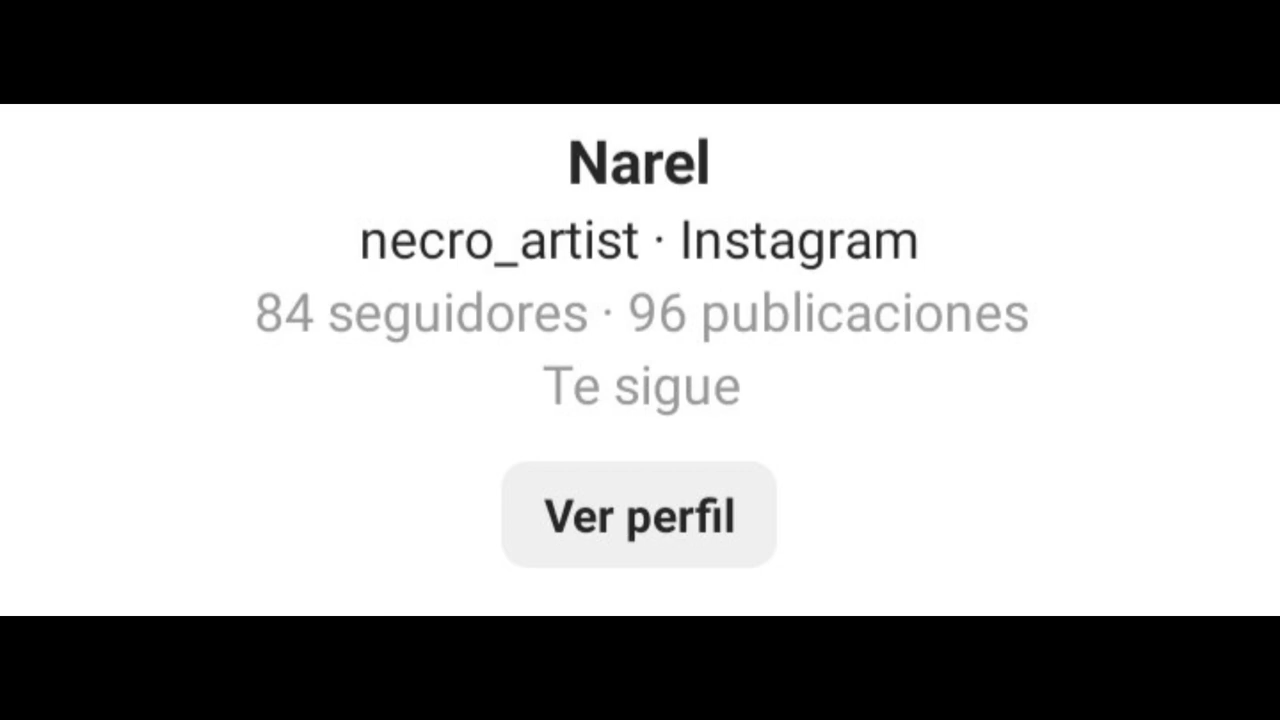 Narel
necro_artist · Instagram
84 seguidores · 96 publicaciones
Te sigue
Ver perfil